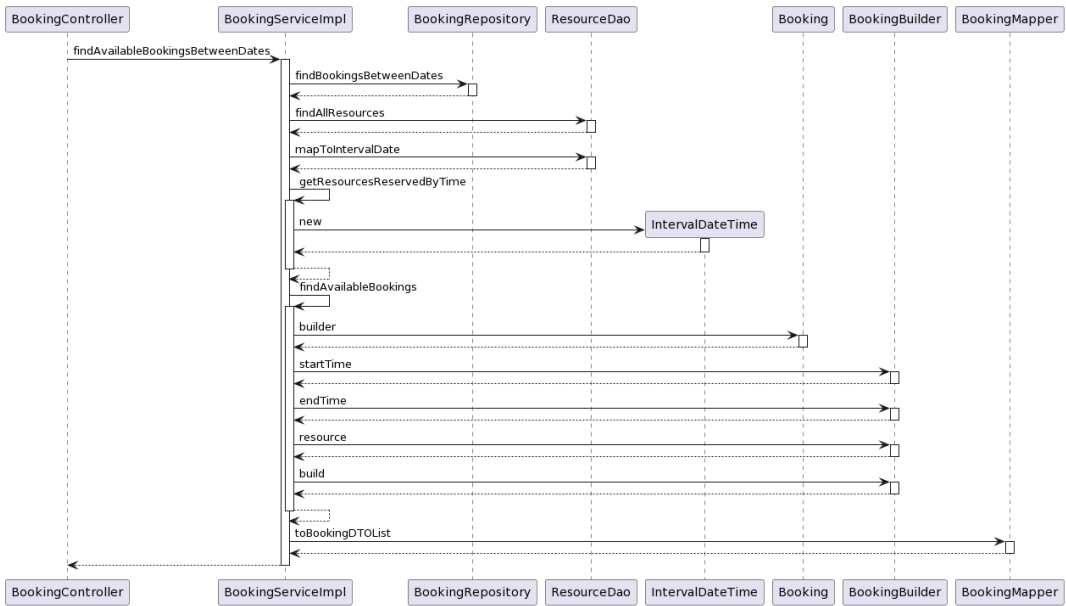 BookingController BookingServiceImpl BookingRepository ResourceDao Booking BookingBuilder BookingMapper
findAvailableBookingsBetweenDates
findBookingsBetweenDates
findAllResources
mapToIntervalDate
getResourcesReservedByTime
new IntervalDateTime
findAvailableBookings
builder
startTime
endTime
resource
build
toBookingDTOList
BookingController BookingServiceImpl BookingRepository ResourceDao IntervalDateTime Booking BookingBuilder BookingMapper